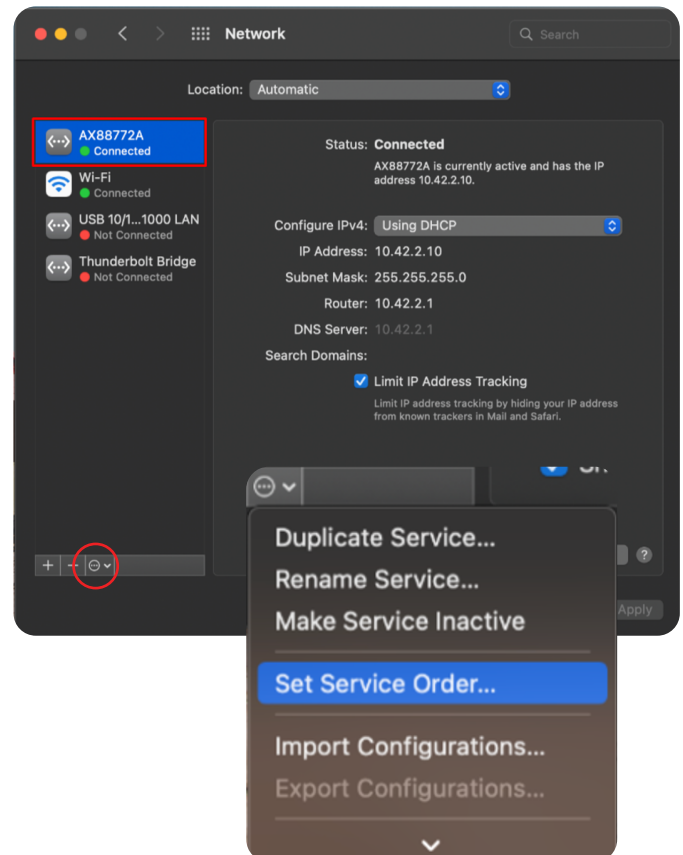 Network
Search
Location: Automatic
AX88772A
Connected
Wi-Fi
Connected
USB 10/1...1000 LAN
Not Connected
Thunderbolt Bridge
Not Connected
Status: Connected
AX88772A is currently active and has the IP
address 10.42.2.10.
Configure IPv4: Using DHCP
IP Address: 10.42.2.10
Subnet Mask: 255.255.255.0
Router: 10.42.2.1
DNS Server: 10.42.2.1
Search Domains:
Limit IP Address Tracking
Limit IP address tracking by hiding your IP address
from known trackers in Mail and Safari.
?
Apply
Duplicate Service...
Rename Service...
Make Service Inactive
Set Service Order...
Import Configurations...
Export Configurations...